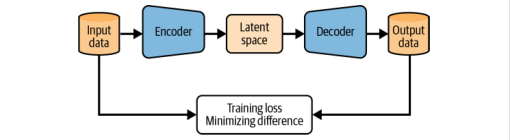 Input
data
Encoder
Latent
space
Decoder
Output
data
Training loss
Minimizing difference